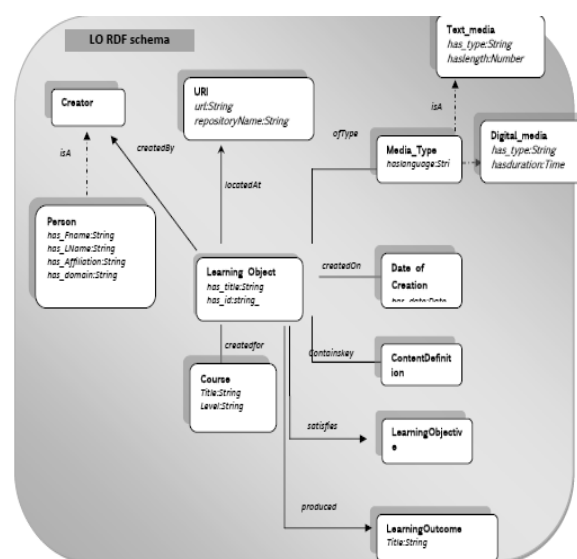 LO RDF schema
Text_media
has_type:String
haslength:Number
Creator
URI
url:String
repositoryName:String
isA
isA
createdBy
ofType
Media_Type
haslanguage:Stri
Digital_media
has_type:String
hasduration:Time
locatedAt
Person
has_Fname:String
has_LName:String
has_Affiliation:String
has_domain:String
Learning Object
has_title:String
has_id:string_
createdOn
Date of
Creation
has_date:Date
createdfor
Containskey
ContentDefinit
ion
Course
Title:String
Level:String
satisfies
LearningObjectiv
e
produced
LearningOutcome
Title:String